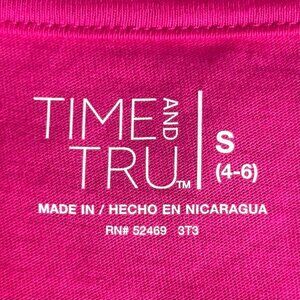 TIME AND
TRU™
S
(4-6)
MADE IN / HECHO EN NICARAGUA
RN# 52469 3T3